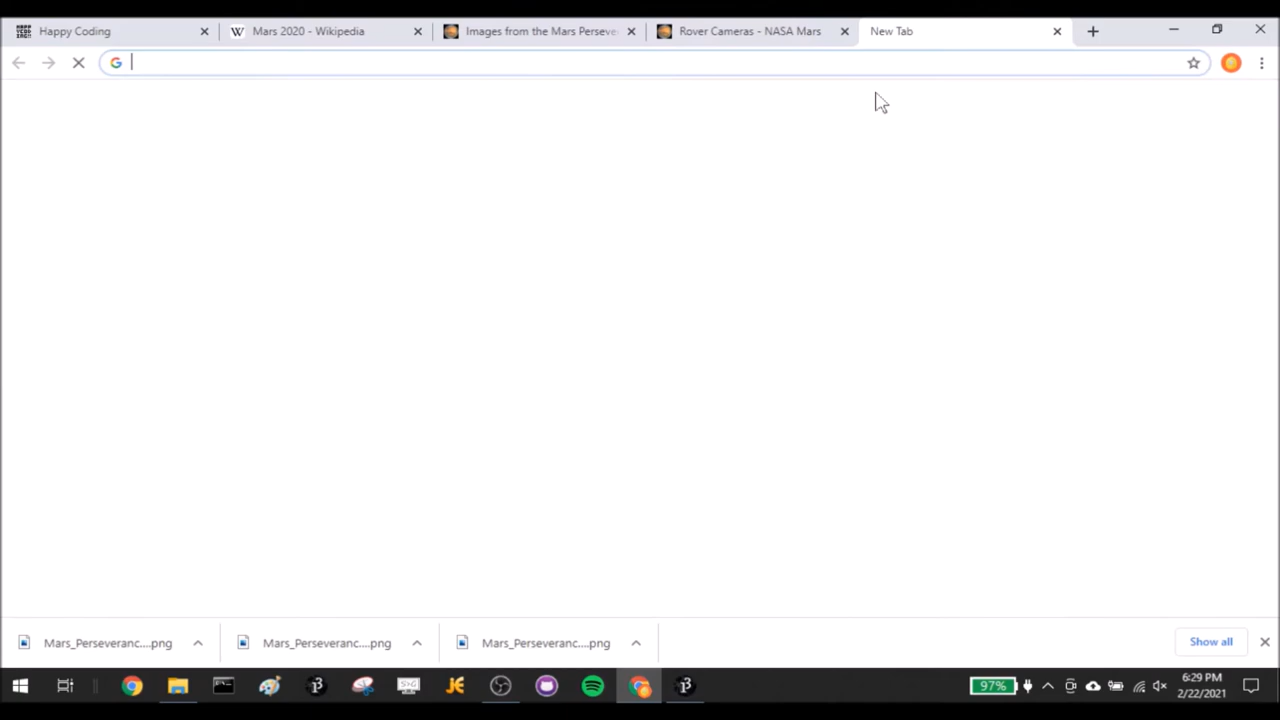 Happy Coding
Mars 2020 - Wikipedia
Images from the Mars Perseve
Rover Cameras - NASA Mars
New Tab
Mars_Perseveranc....png
Mars_Perseveranc....png
Mars_Perseveranc....png
Show all
97%
6:29 PM
2/22/2021